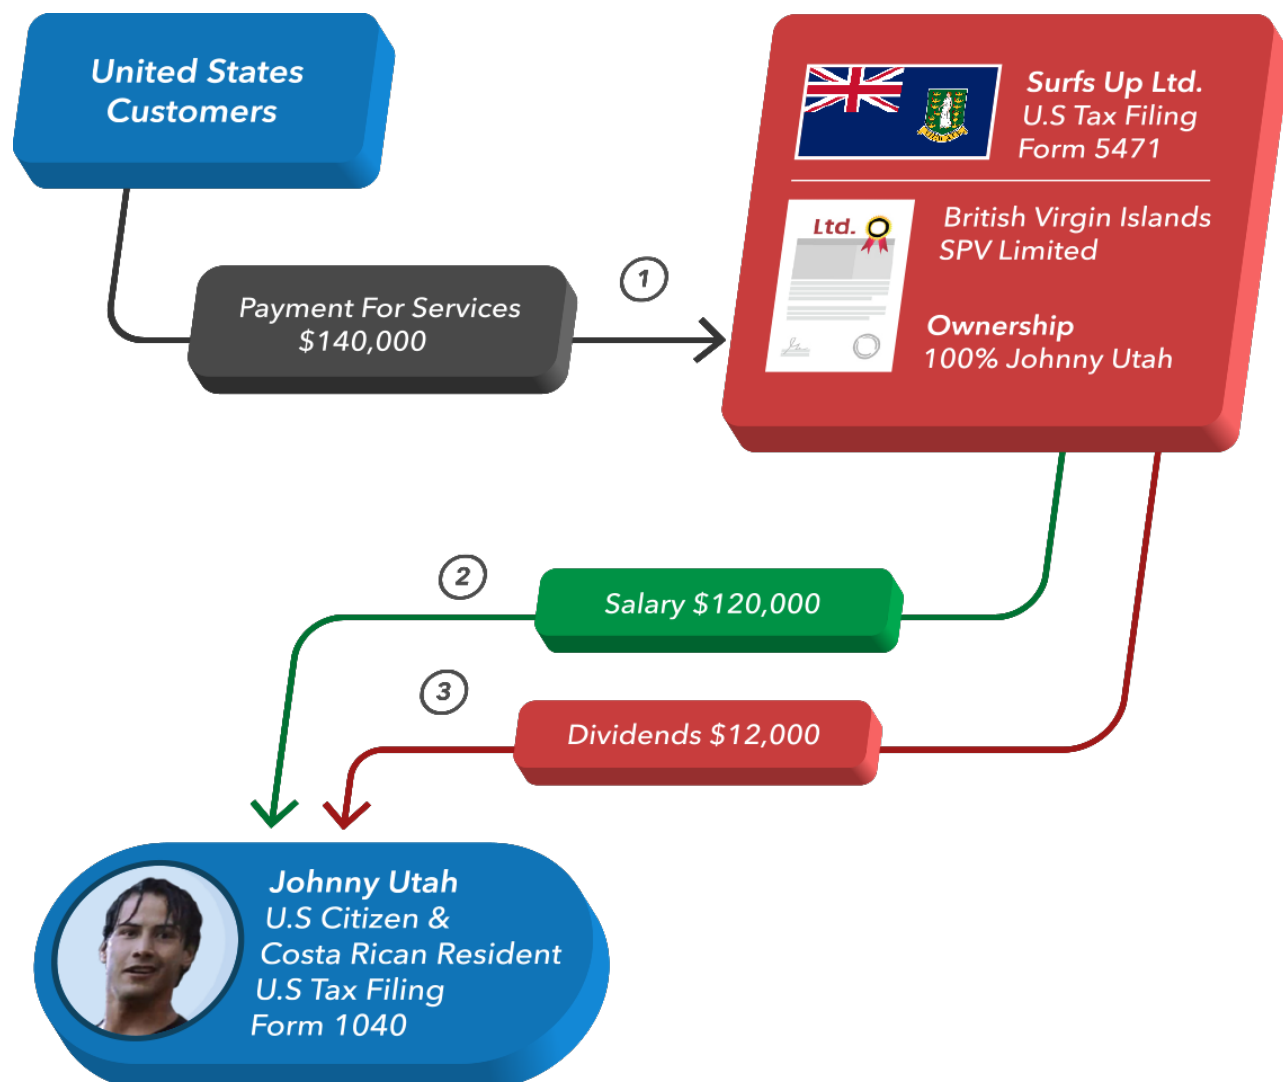 United States
Customers
Surfs Up Ltd.
U.S Tax Filing
Form 5471
Ltd.
British Virgin Islands
SPV Limited
Ownership
100% Johnny Utah
Payment For Services
$140,000
1
2
Salary $120,000
3
Dividends $12,000
Johnny Utah
U.S Citizen &
Costa Rican Resident
U.S Tax Filing
Form 1040